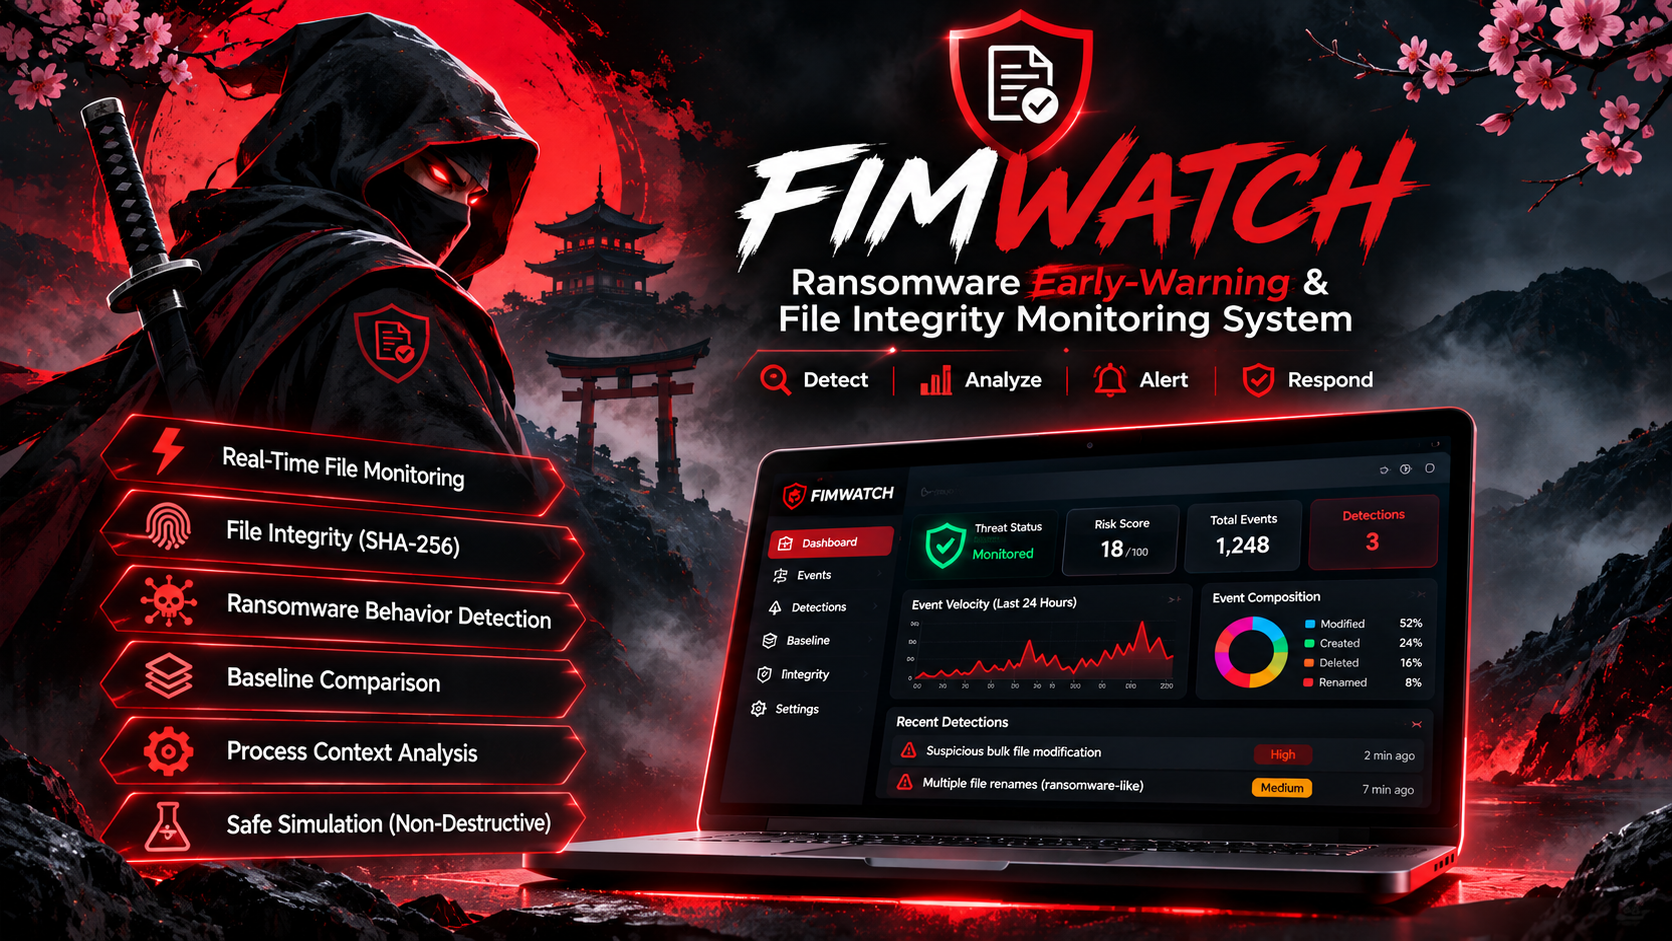 FIMWATCH
Ransomware Early-Warning &
File Integrity Monitoring System
Detect
Analyze
Alert
Respond
Real-Time File Monitoring
File Integrity (SHA-256)
Ransomware Behavior Detection
Baseline Comparison
Process Context Analysis
Safe Simulation (Non-Destructive)
FIMWATCH
Dashboard
Events
Detections
Baseline
Integrity
Settings
Threat Status
Monitored
Risk Score
18 /100
Total Events
1,248
Detections
3
Event Velocity (Last 24 Hours)
Event Composition
Modified 52%
Created 24%
Deleted 16%
Renamed 8%
Recent Detections
Suspicious bulk file modification High 2 min ago
Multiple file renames (ransomware-like) Medium 7 min ago